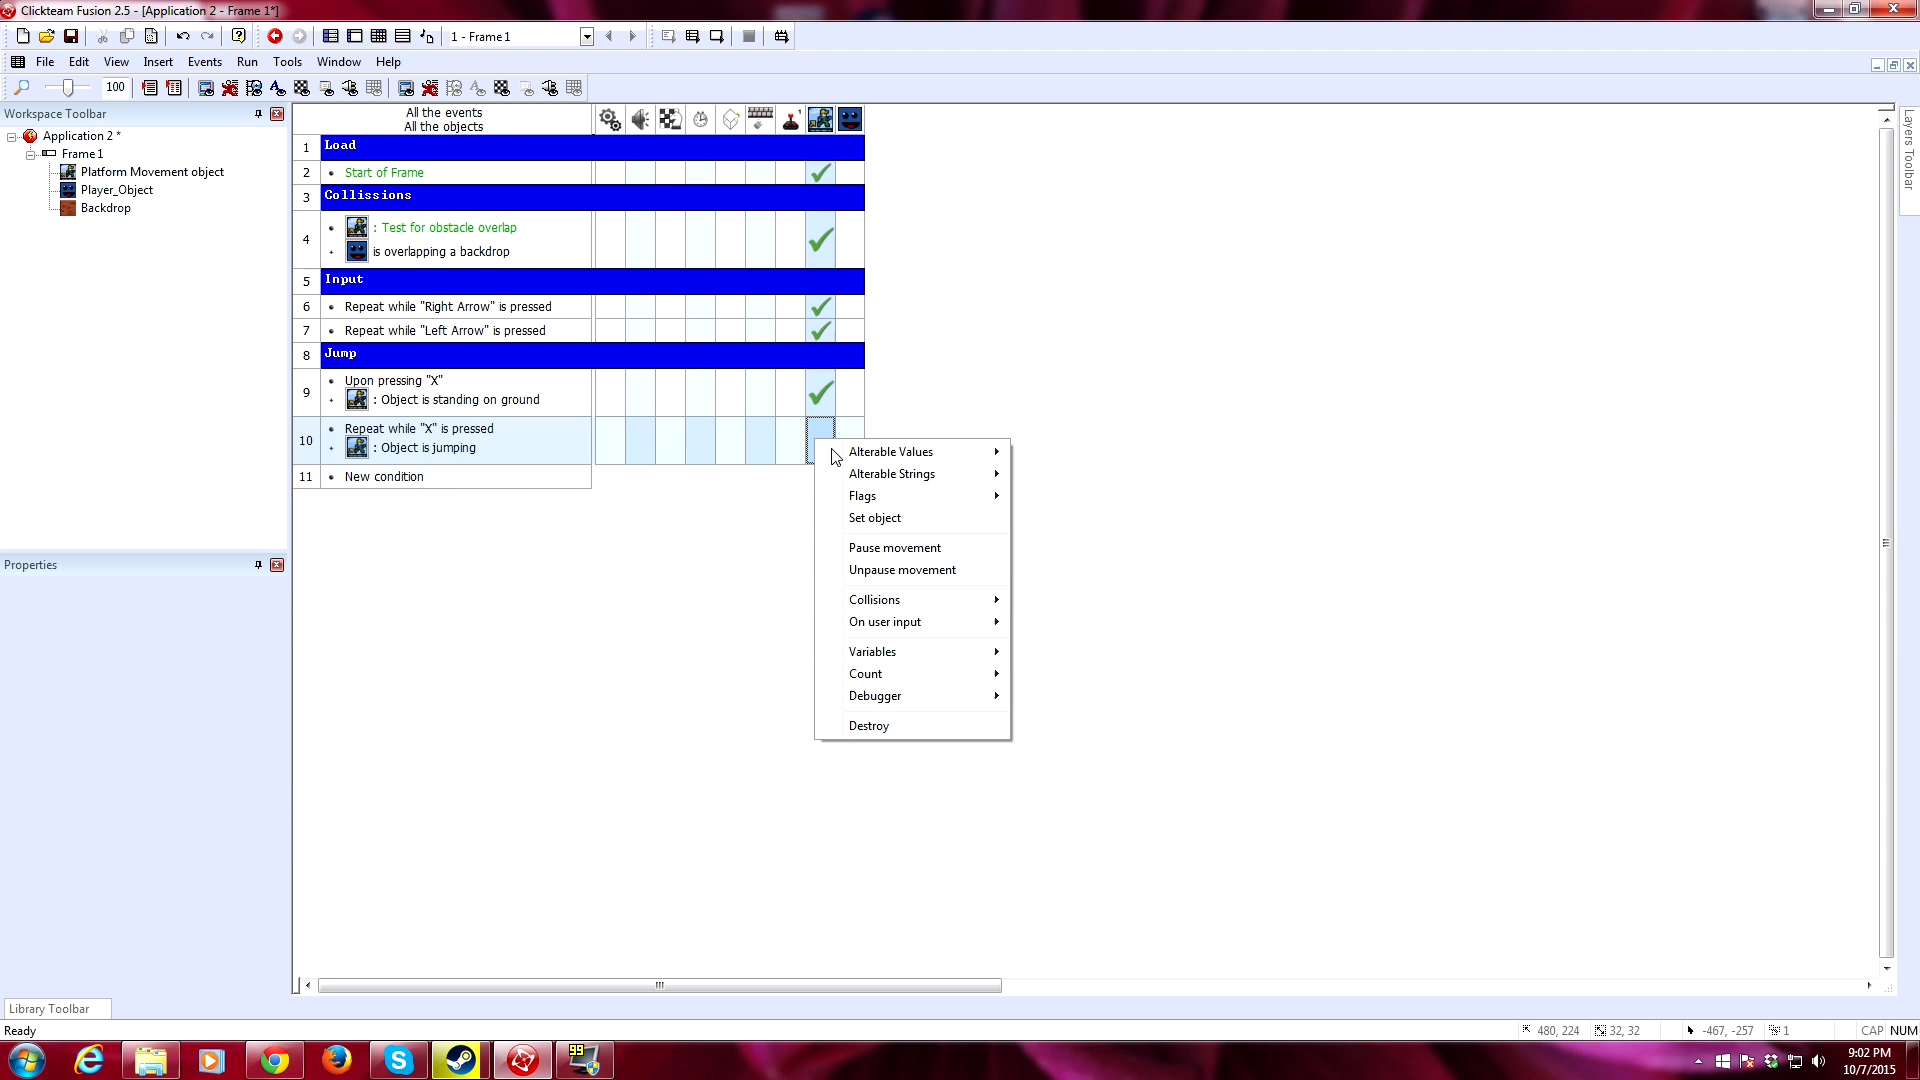 Clickteam Fusion 2.5 - [Application 2 - Frame 1*]
1 - Frame 1
File Edit View Insert Events Run Tools Window Help
100
Workspace Toolbar
Application 2 *
Frame 1
Platform Movement object
Player_Object
Backdrop
Properties
Library Toolbar
All the events
All the objects
1
1 Load
2 Start of Frame
3 Collissions
4 : Test for obstacle overlap
is overlapping a backdrop
5 Input
6 Repeat while "Right Arrow" is pressed
7 Repeat while "Left Arrow" is pressed
8 Jump
9 Upon pressing "X"
: Object is standing on ground
10 Repeat while "X" is pressed
: Object is jumping
11 New condition
Alterable Values
Alterable Strings
Flags
Set object
Pause movement
Unpause movement
Collisions
On user input
Variables
Count
Debugger
Destroy
Layers Toolbar
Ready
480, 224 32, 32 -467, -257 1 CAP NUM
99
9:02 PM
10/7/2015